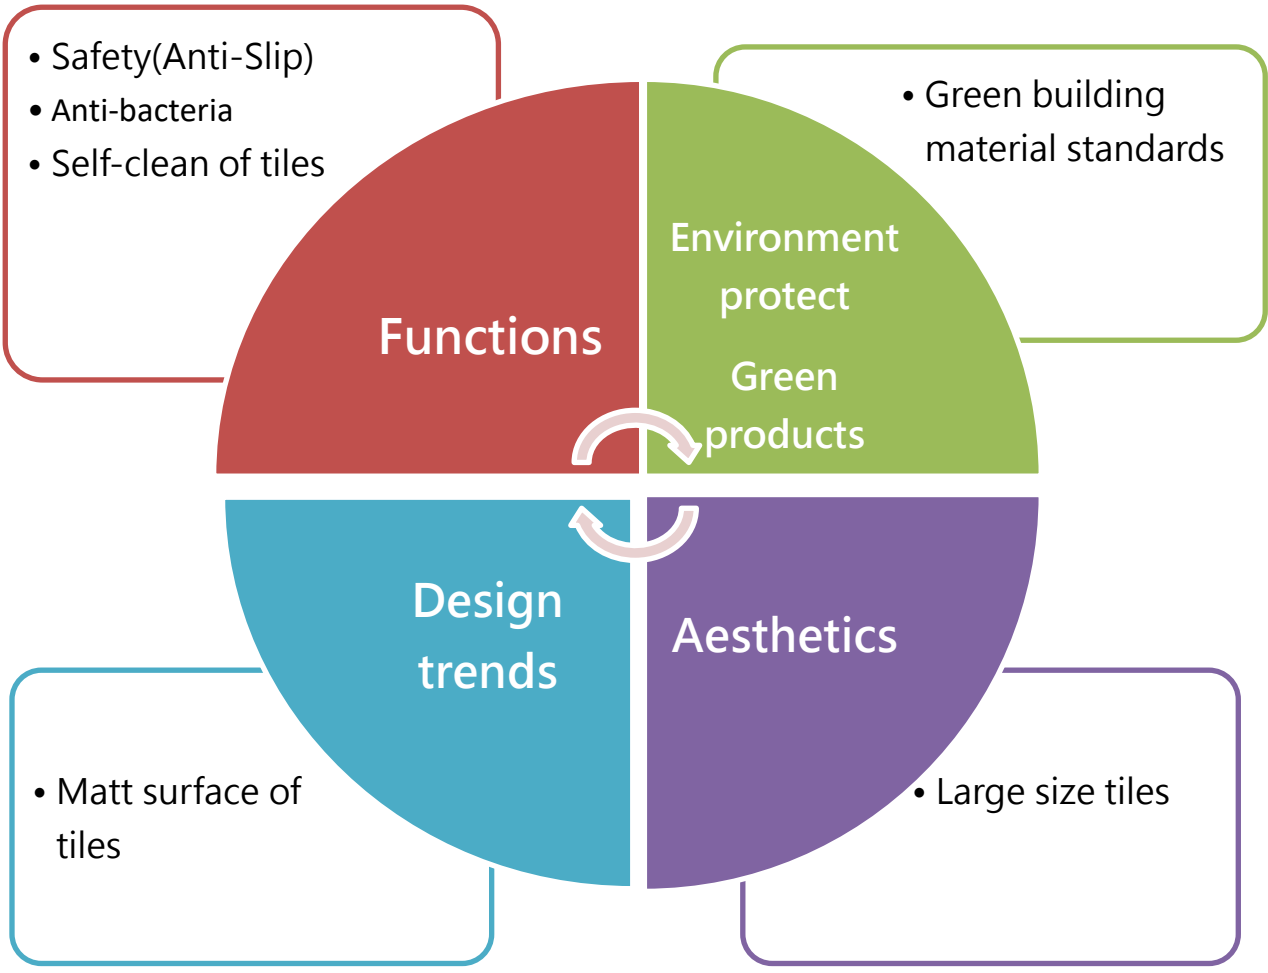 • Safety(Anti-Slip)
• Anti-bacteria
• Self-clean of tiles
• Green building
material standards
Functions
Environment
protect
Green
products
Design
trends
Aesthetics
• Matt surface of
tiles
• Large size tiles